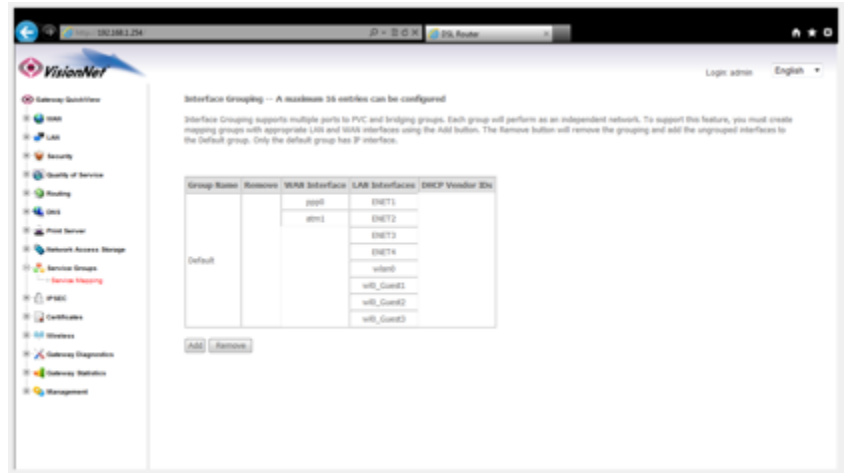 http://192.168.1.254/
DSL Router
VisionNet
Login: admin
English
Gateway QuickView
WAN
LAN
Security
Quality of Service
Routing
DNS
Print Server
Network Access Storage
Service Groups
Service Mapping
IPSEC
Certificates
Wireless
Gateway Diagnostics
Gateway Statistics
Management
Interface Grouping -- A maximum 16 entries can be configured
Interface Grouping supports multiple ports to PVC and bridging groups. Each group will perform as an independent network. To support this feature, you must create
mapping groups with appropriate LAN and WAN interfaces using the Add button. The Remove button will remove the grouping and add the ungrouped interfaces to
the Default group. Only the default group has IP interface.
Group Name Remove WAN Interface LAN Interfaces DHCP Vendor IDs
Default
ppp0 ENET1
atm1 ENET2
ENET3
ENET4
wlan0
wl0_Guest1
wl0_Guest2
wl0_Guest3
Add Remove